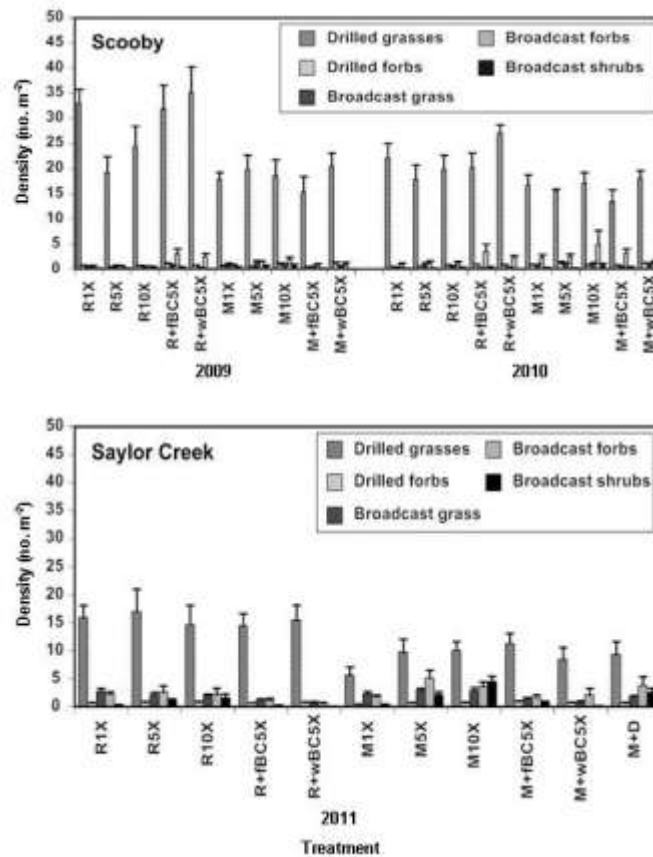 50
45
40
35
30
25
20
15
10
5
0
Density (no. m⁻²)
Scooby
Drilled grasses
Broadcast forbs
Drilled forbs
Broadcast shrubs
Broadcast grass
R1X
R5X
R10X
R+fBC5X
R+wBC5X
M1X
M5X
M10X
M+fBC5X
M+wBC5X
R1X
R5X
R10X
R+fBC5X
R+wBC5X
M1X
M5X
M10X
M+fBC5X
M+wBC5X
2009
2010
50
45
40
35
30
25
20
15
10
5
0
Density (no. m⁻²)
Saylor Creek
Drilled grasses
Broadcast forbs
Drilled forbs
Broadcast shrubs
Broadcast grass
R1X
R5X
R10X
R+fBC5X
R+wBC5X
M1X
M5X
M10X
M+fBC5X
M+wBC5X
M+D
2011
Treatment